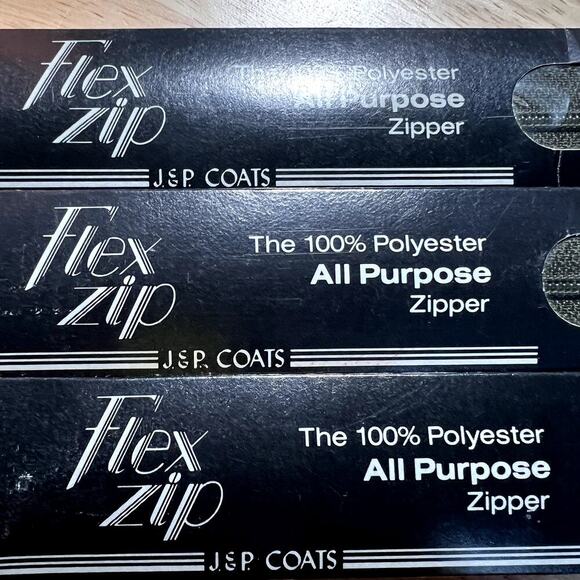 Flex
zip
The 100% Polyester
All Purpose
Zipper
J.&P. COATS
Flex
zip
The 100% Polyester
All Purpose
Zipper
J.&P. COATS
Flex
zip
The 100% Polyester
All Purpose
Zipper
J.&P. COATS